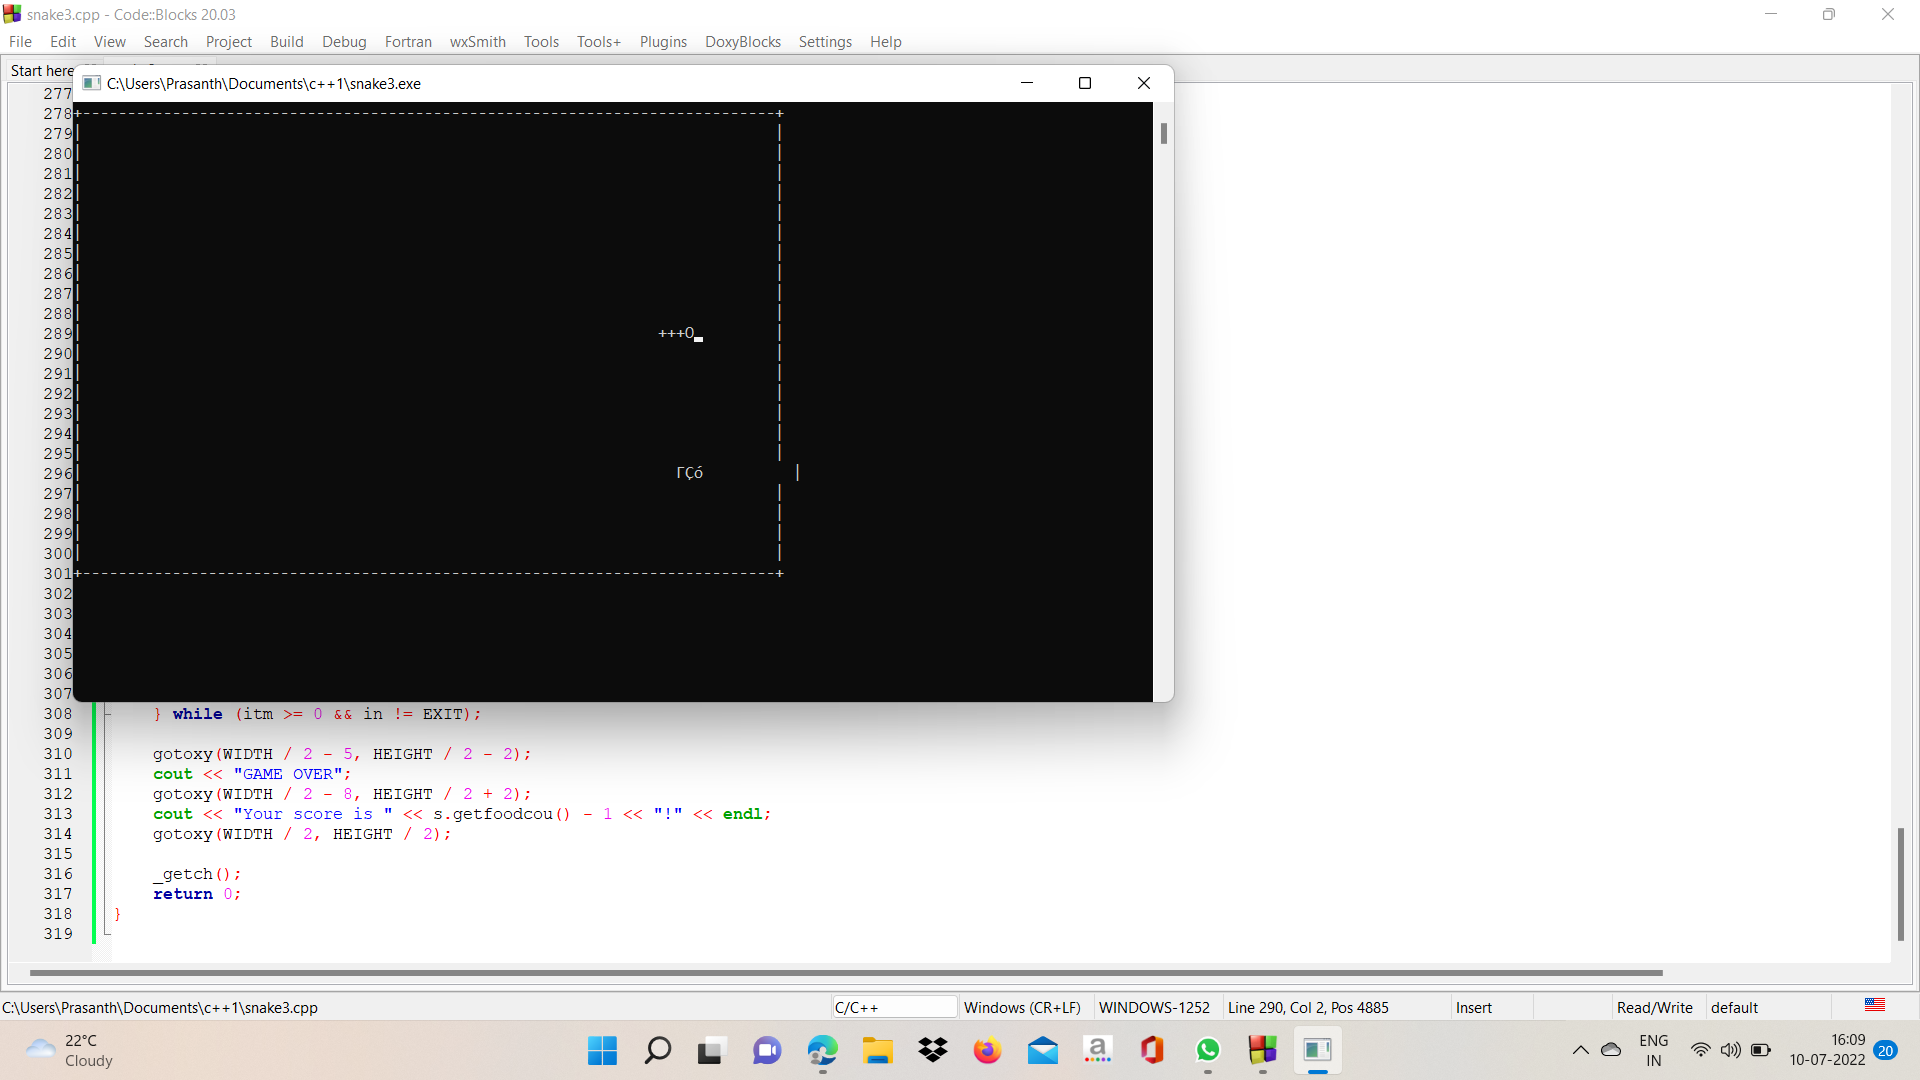 snake3.cpp - Code::Blocks 20.03
File Edit View Search Project Build Debug Fortran wxSmith Tools Tools+ Plugins DoxyBlocks Settings Help
Start here
C:\Users\Prasanth\Documents\c++1\snake3.exe
277
278
+-----------------------------------------------------------------------------+
279
280
281
282
283
284
285
286
287
288
289
+++O
290
291
292
293
294
295
296
ΓÇó
297
298
299
300
301
+-----------------------------------------------------------------------------+
302
303
304
305
306
307
308 } while (itm >= 0 && in != EXIT);
309
310 gotoxy(WIDTH / 2 - 5, HEIGHT / 2 - 2);
311 cout << "GAME OVER";
312 gotoxy(WIDTH / 2 - 8, HEIGHT / 2 + 2);
313 cout << "Your score is " << s.getfoodcou() - 1 << "!" << endl;
314 gotoxy(WIDTH / 2, HEIGHT / 2);
315
316 _getch();
317 return 0;
318 }
319
C:\Users\Prasanth\Documents\c++1\snake3.cpp C/C++ Windows (CR+LF) WINDOWS-1252 Line 290, Col 2, Pos 4885 Insert Read/Write default
22°C
Cloudy
a
ENG
IN
16:09
10-07-2022
20